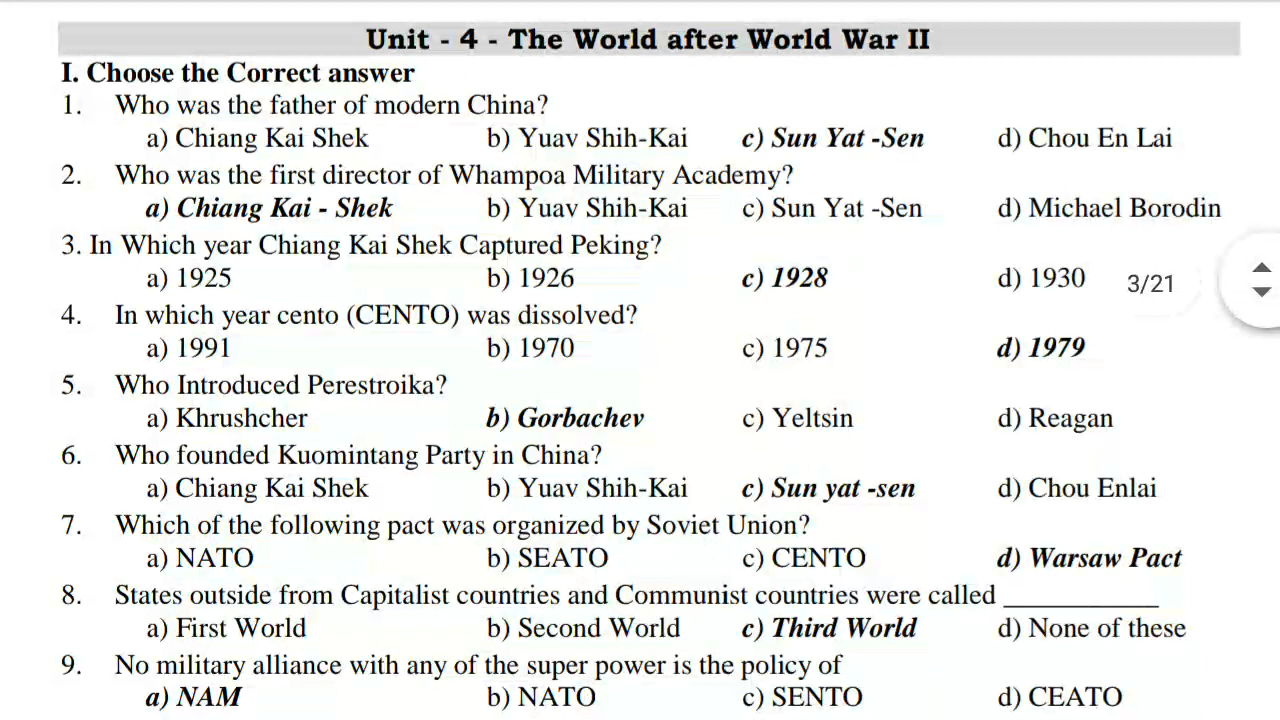 Unit - 4 - The World after World War II
I. Choose the Correct answer
1. Who was the father of modern China?
a) Chiang Kai Shek b) Yuav Shih-Kai c) Sun Yat -Sen d) Chou En Lai
2. Who was the first director of Whampoa Military Academy?
a) Chiang Kai - Shek b) Yuav Shih-Kai c) Sun Yat -Sen d) Michael Borodin
3. In Which year Chiang Kai Shek Captured Peking?
a) 1925 b) 1926 c) 1928 d) 1930 3/21
4. In which year cento (CENTO) was dissolved?
a) 1991 b) 1970 c) 1975 d) 1979
5. Who Introduced Perestroika?
a) Khrushcher b) Gorbachev c) Yeltsin d) Reagan
6. Who founded Kuomintang Party in China?
a) Chiang Kai Shek b) Yuav Shih-Kai c) Sun yat -sen d) Chou Enlai
7. Which of the following pact was organized by Soviet Union?
a) NATO b) SEATO c) CENTO d) Warsaw Pact
8. States outside from Capitalist countries and Communist countries were called ___________
a) First World b) Second World c) Third World d) None of these
9. No military alliance with any of the super power is the policy of
a) NAM b) NATO c) SENTO d) CEATO